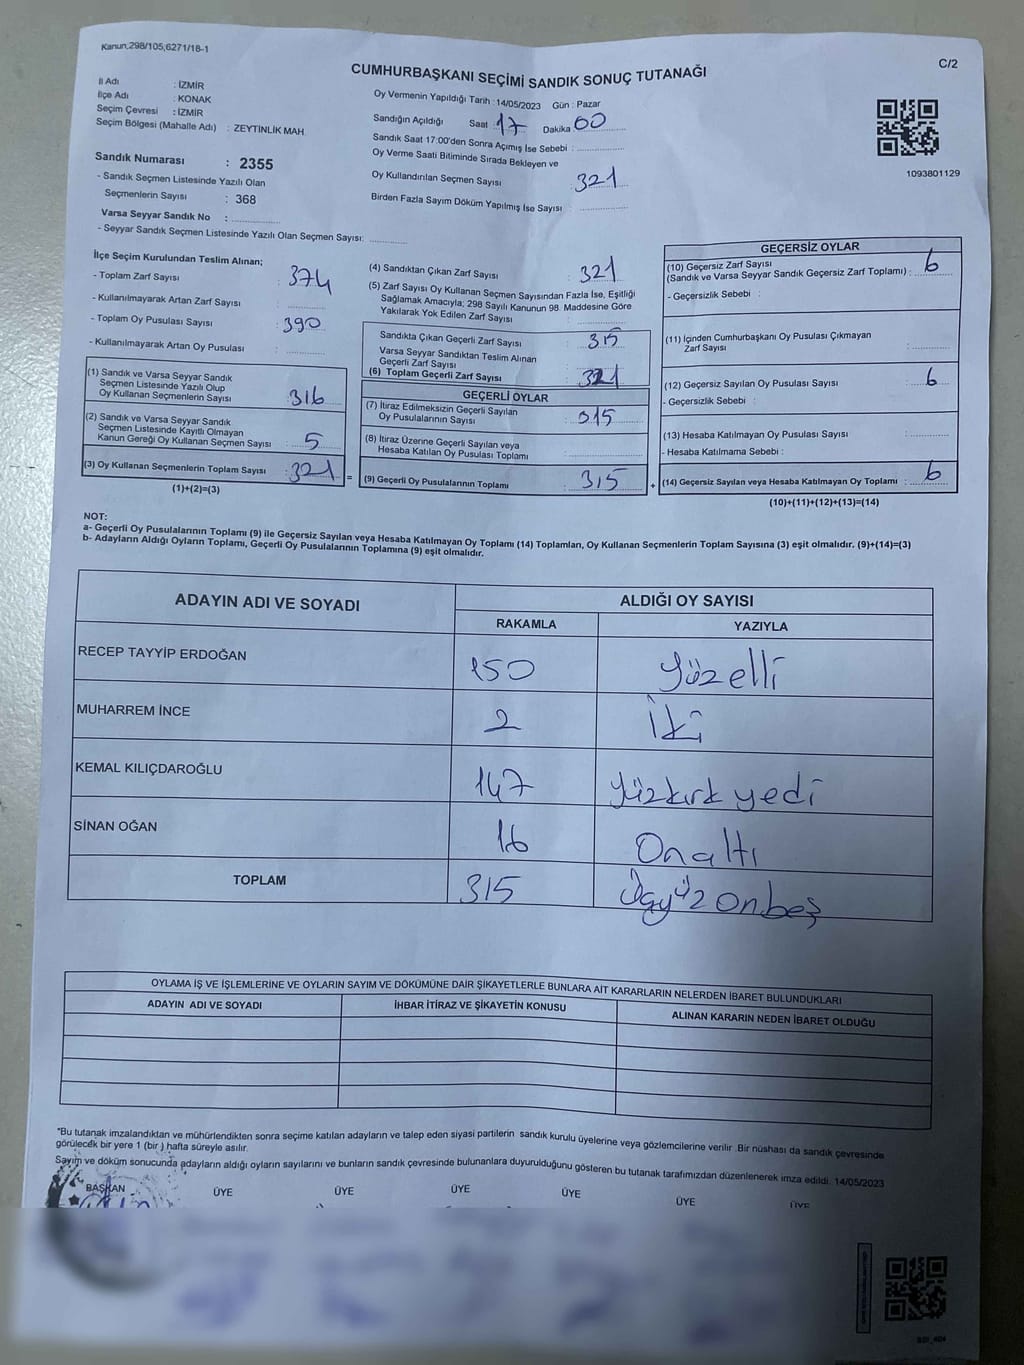 Kanun;298/105;6271/18-1
C/2
CUMHURBAŞKANI SEÇİMİ SANDIK SONUÇ TUTANAĞI
İl Adı : İZMİR
İlçe Adı : KONAK
Seçim Çevresi : İZMİR
Seçim Bölgesi (Mahalle Adı) : ZEYTİNLİK MAH.
Sandık Numarası : 2355
- Sandık Seçmen Listesinde Yazılı Olan
Seçmenlerin Sayısı : 368
Varsa Seyyar Sandık No :
- Seyyar Sandık Seçmen Listesinde Yazılı Olan Seçmen Sayısı:
Oy Vermenin Yapıldığı Tarih : 14/05/2023 Gün : Pazar
Sandığın Açıldığı Saat 17 Dakika 00
Sandık Saat 17:00'den Sonra Açımış İse Sebebi :
Oy Verme Saati Bitiminde Sırada Bekleyen ve
Oy Kullandırılan Seçmen Sayısı : 321
Birden Fazla Sayım Döküm Yapılmış İse Sayısı :
1093801129
İlçe Seçim Kurulundan Teslim Alınan;
- Toplam Zarf Sayısı : 374
- Kullanılmayarak Artan Zarf Sayısı :
- Toplam Oy Pusulası Sayısı : 390
- Kullanılmayarak Artan Oy Pusulası :
(1) Sandık ve Varsa Seyyar Sandık
Seçmen Listesinde Yazılı Olup
Oy Kullanan Seçmenlerin Sayısı : 316
(2) Sandık ve Varsa Seyyar Sandık
Seçmen Listesinde Kayıtlı Olmayan
Kanun Gereği Oy Kullanan Seçmen Sayısı : 5
(3) Oy Kullanan Seçmenlerin Toplam Sayısı : 321 =
(1)+(2)=(3)
(4) Sandıktan Çıkan Zarf Sayısı : 321
(5) Zarf Sayısı Oy Kullanan Seçmen Sayısından Fazla İse, Eşitliği
Sağlamak Amacıyla; 298 Sayılı Kanunun 98. Maddesine Göre
Yakılarak Yok Edilen Zarf Sayısı :
Sandıkta Çıkan Geçerli Zarf Sayısı : 315
Varsa Seyyar Sandıktan Teslim Alınan
Geçerli Zarf Sayısı :
(6) Toplam Geçerli Zarf Sayısı : 321
GEÇERLİ OYLAR
(7) İtiraz Edilmeksizin Geçerli Sayılan
Oy Pusulalarının Sayısı : 315
(8) İtiraz Üzerine Geçerli Sayılan veya
Hesaba Katılan Oy Pusulası Toplamı :
(9) Geçerli Oy Pusulalarının Toplamı : 315 +
GEÇERSİZ OYLAR
(10) Geçersiz Zarf Sayısı
(Sandık ve Varsa Seyyar Sandık Geçersiz Zarf Toplamı) : 6
- Geçersizlik Sebebi :
(11) İçinden Cumhurbaşkanı Oy Pusulası Çıkmayan
Zarf Sayısı :
(12) Geçersiz Sayılan Oy Pusulası Sayısı : 6
- Geçersizlik Sebebi :
(13) Hesaba Katılmayan Oy Pusulası Sayısı :
- Hesaba Katılmama Sebebi :
(14) Geçersiz Sayılan veya Hesaba Katılmayan Oy Toplamı : 6
(10)+(11)+(12)+(13)=(14)
NOT:
a- Geçerli Oy Pusulalarının Toplamı (9) ile Geçersiz Sayılan veya Hesaba Katılmayan Oy Toplamı (14) Toplamları, Oy Kullanan Seçmenlerin Toplam Sayısına (3) eşit olmalıdır. (9)+(14)=(3)
b- Adayların Aldığı Oyların Toplamı, Geçerli Oy Pusulalarının Toplamına (9) eşit olmalıdır.
ADAYIN ADI VE SOYADI ALDIĞI OY SAYISI
RAKAMLA YAZIYLA
RECEP TAYYİP ERDOĞAN 150 Yüzelli
MUHARREM İNCE 2 İki
KEMAL KILIÇDAROĞLU 147 Yüzkırk yedi
SİNAN OĞAN 16 Onaltı
TOPLAM 315 Üçyüz onbeş
OYLAMA İŞ VE İŞLEMLERİNE VE OYLARIN SAYIM VE DÖKÜMÜNE DAİR ŞİKAYETLERLE BUNLARA AİT KARARLARIN NELERDEN İBARET BULUNDUKLARI
ADAYIN ADI VE SOYADI İHBAR İTİRAZ VE ŞİKAYETİN KONUSU ALINAN KARARIN NEDEN İBARET OLDUĞU
*Bu tutanak imzalandıktan ve mühürlendikten sonra seçime katılan adayların ve talep eden siyasi partilerin sandık kurulu üyelerine veya gözlemcilerine verilir .Bir nüshası da sandık çevresinde
görülecek bir yere 1 (bir ) hafta süreyle asılır.
Sayım ve döküm sonucunda adayların aldığı oyların sayılarını ve bunların sandık çevresinde bulunanlara duyurulduğunu gösteren bu tutanak tarafımızdan düzenlenerek imza edildi. 14/05/2023
BAŞKAN ÜYE ÜYE ÜYE ÜYE ÜYE ÜYE